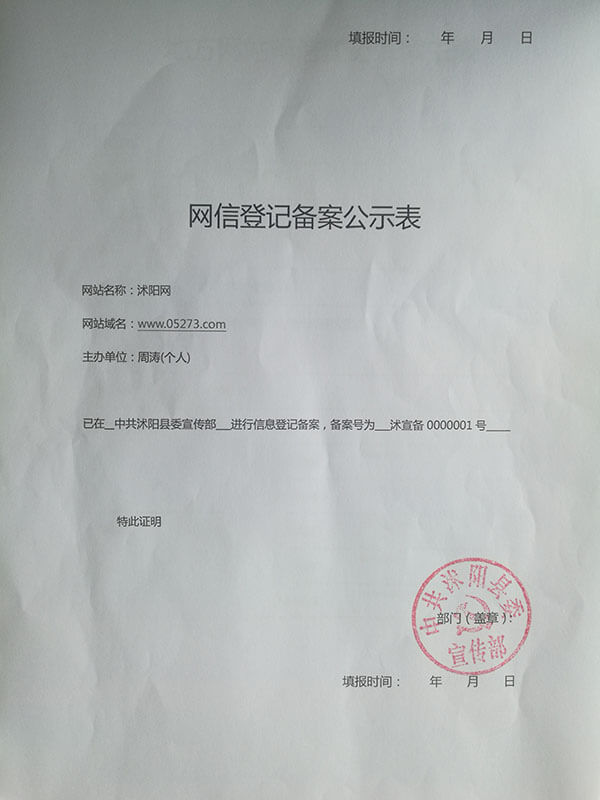 填报时间： 年 月 日
网信登记备案公示表
网站名称：沭阳网
网站域名：www.05273.com
主办单位：周涛(个人)
已在__中共沭阳县委宣传部___进行信息登记备案，备案号为___沭宣备 0000001 号_____
特此证明
中共沭阳县委
部门（盖章）：
宣传部
填报时间： 年 月 日